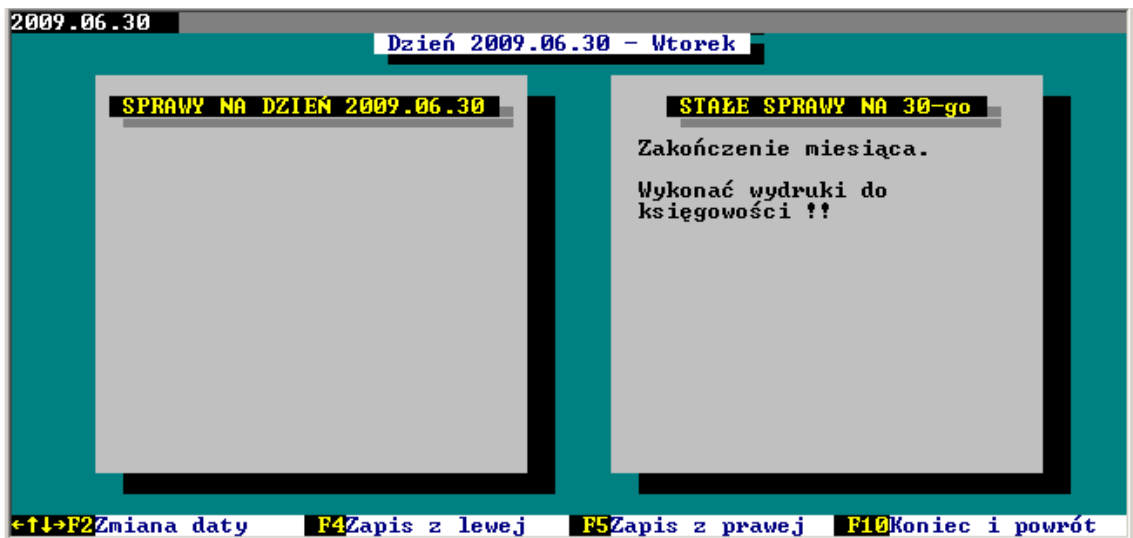 2009.06.30
Dzień 2009.06.30 - Wtorek
SPRAWY NA DZIEŃ 2009.06.30
STAŁE SPRAWY NA 30-go
Zakończenie miesiąca.
Wykonać wydruki do
księgowości !!
←↑↓→F2Zmiana daty F4Zapis z lewej F5Zapis z prawej F10Koniec i powrót